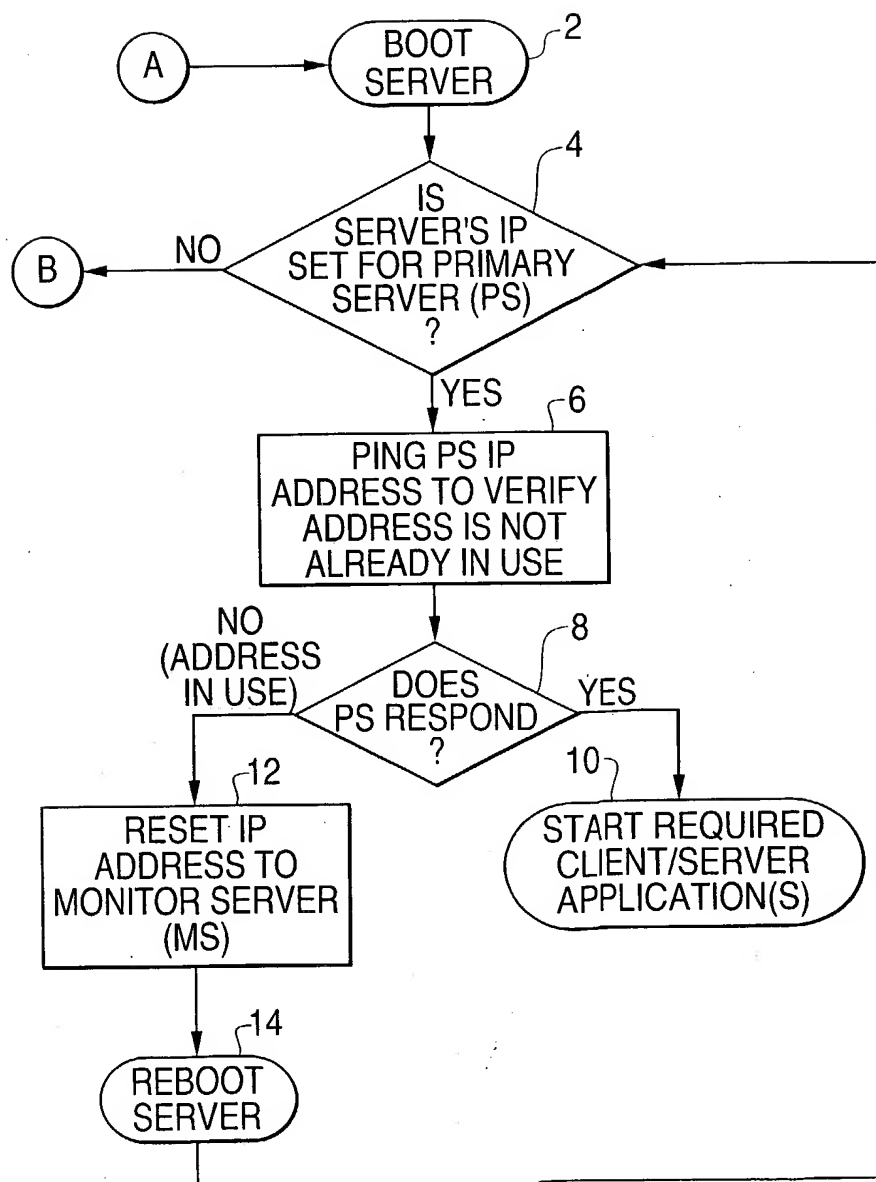 A
BOOT
SERVER
2
4
IS
SERVER'S IP
SET FOR PRIMARY
SERVER (PS)
?
NO
B
YES
6
PING PS IP
ADDRESS TO VERIFY
ADDRESS IS NOT
ALREADY IN USE
NO
(ADDRESS
IN USE)
8
DOES
PS RESPOND
?
YES
12
RESET IP
ADDRESS TO
MONITOR SERVER
(MS)
10
START REQUIRED
CLIENT/SERVER
APPLICATION(S)
14
REBOOT
SERVER